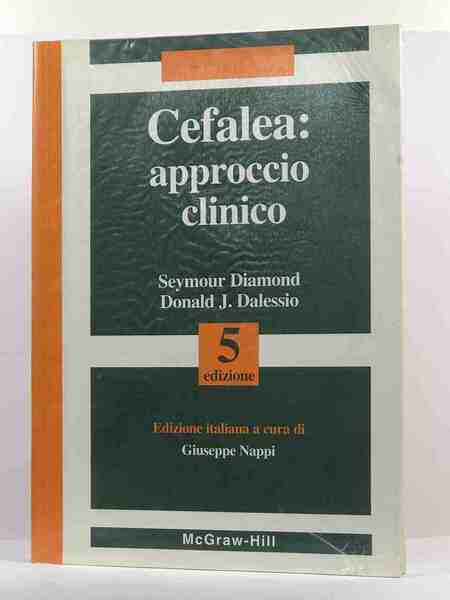 Cefalea:
approccio
clinico
Seymour Diamond
Donald J. Dalessio
5
edizione
Edizione italiana a cura di
Giuseppe Nappi
McGraw-Hill